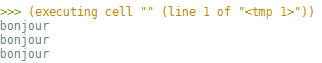 >>> (executing cell "" (line 1 of "<tmp 1>"))
bonjour
bonjour
bonjour